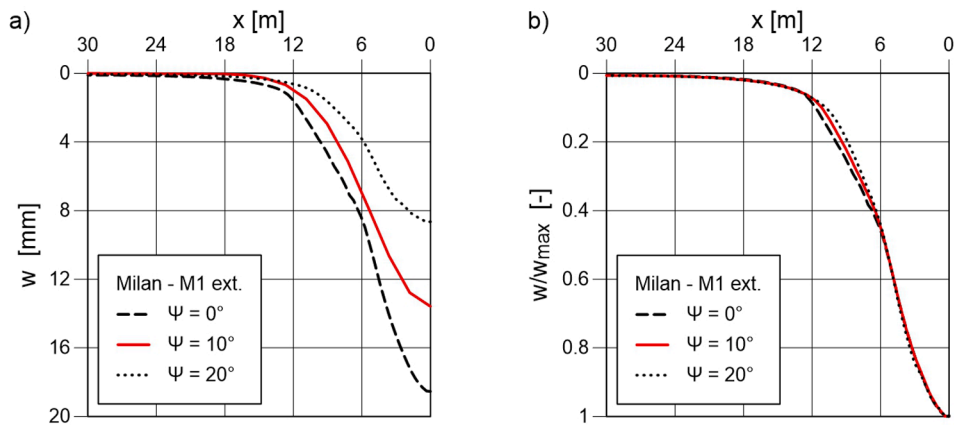 a)
x [m]
30 24 18 12 6 0
0
4
8
12
16
20
w [mm]
Milan - M1 ext.
Ψ = 0°
Ψ = 10°
Ψ = 20°
b)
x [m]
30 24 18 12 6 0
0
0.2
0.4
0.6
0.8
1
w/wmax [-]
Milan - M1 ext.
Ψ = 0°
Ψ = 10°
Ψ = 20°